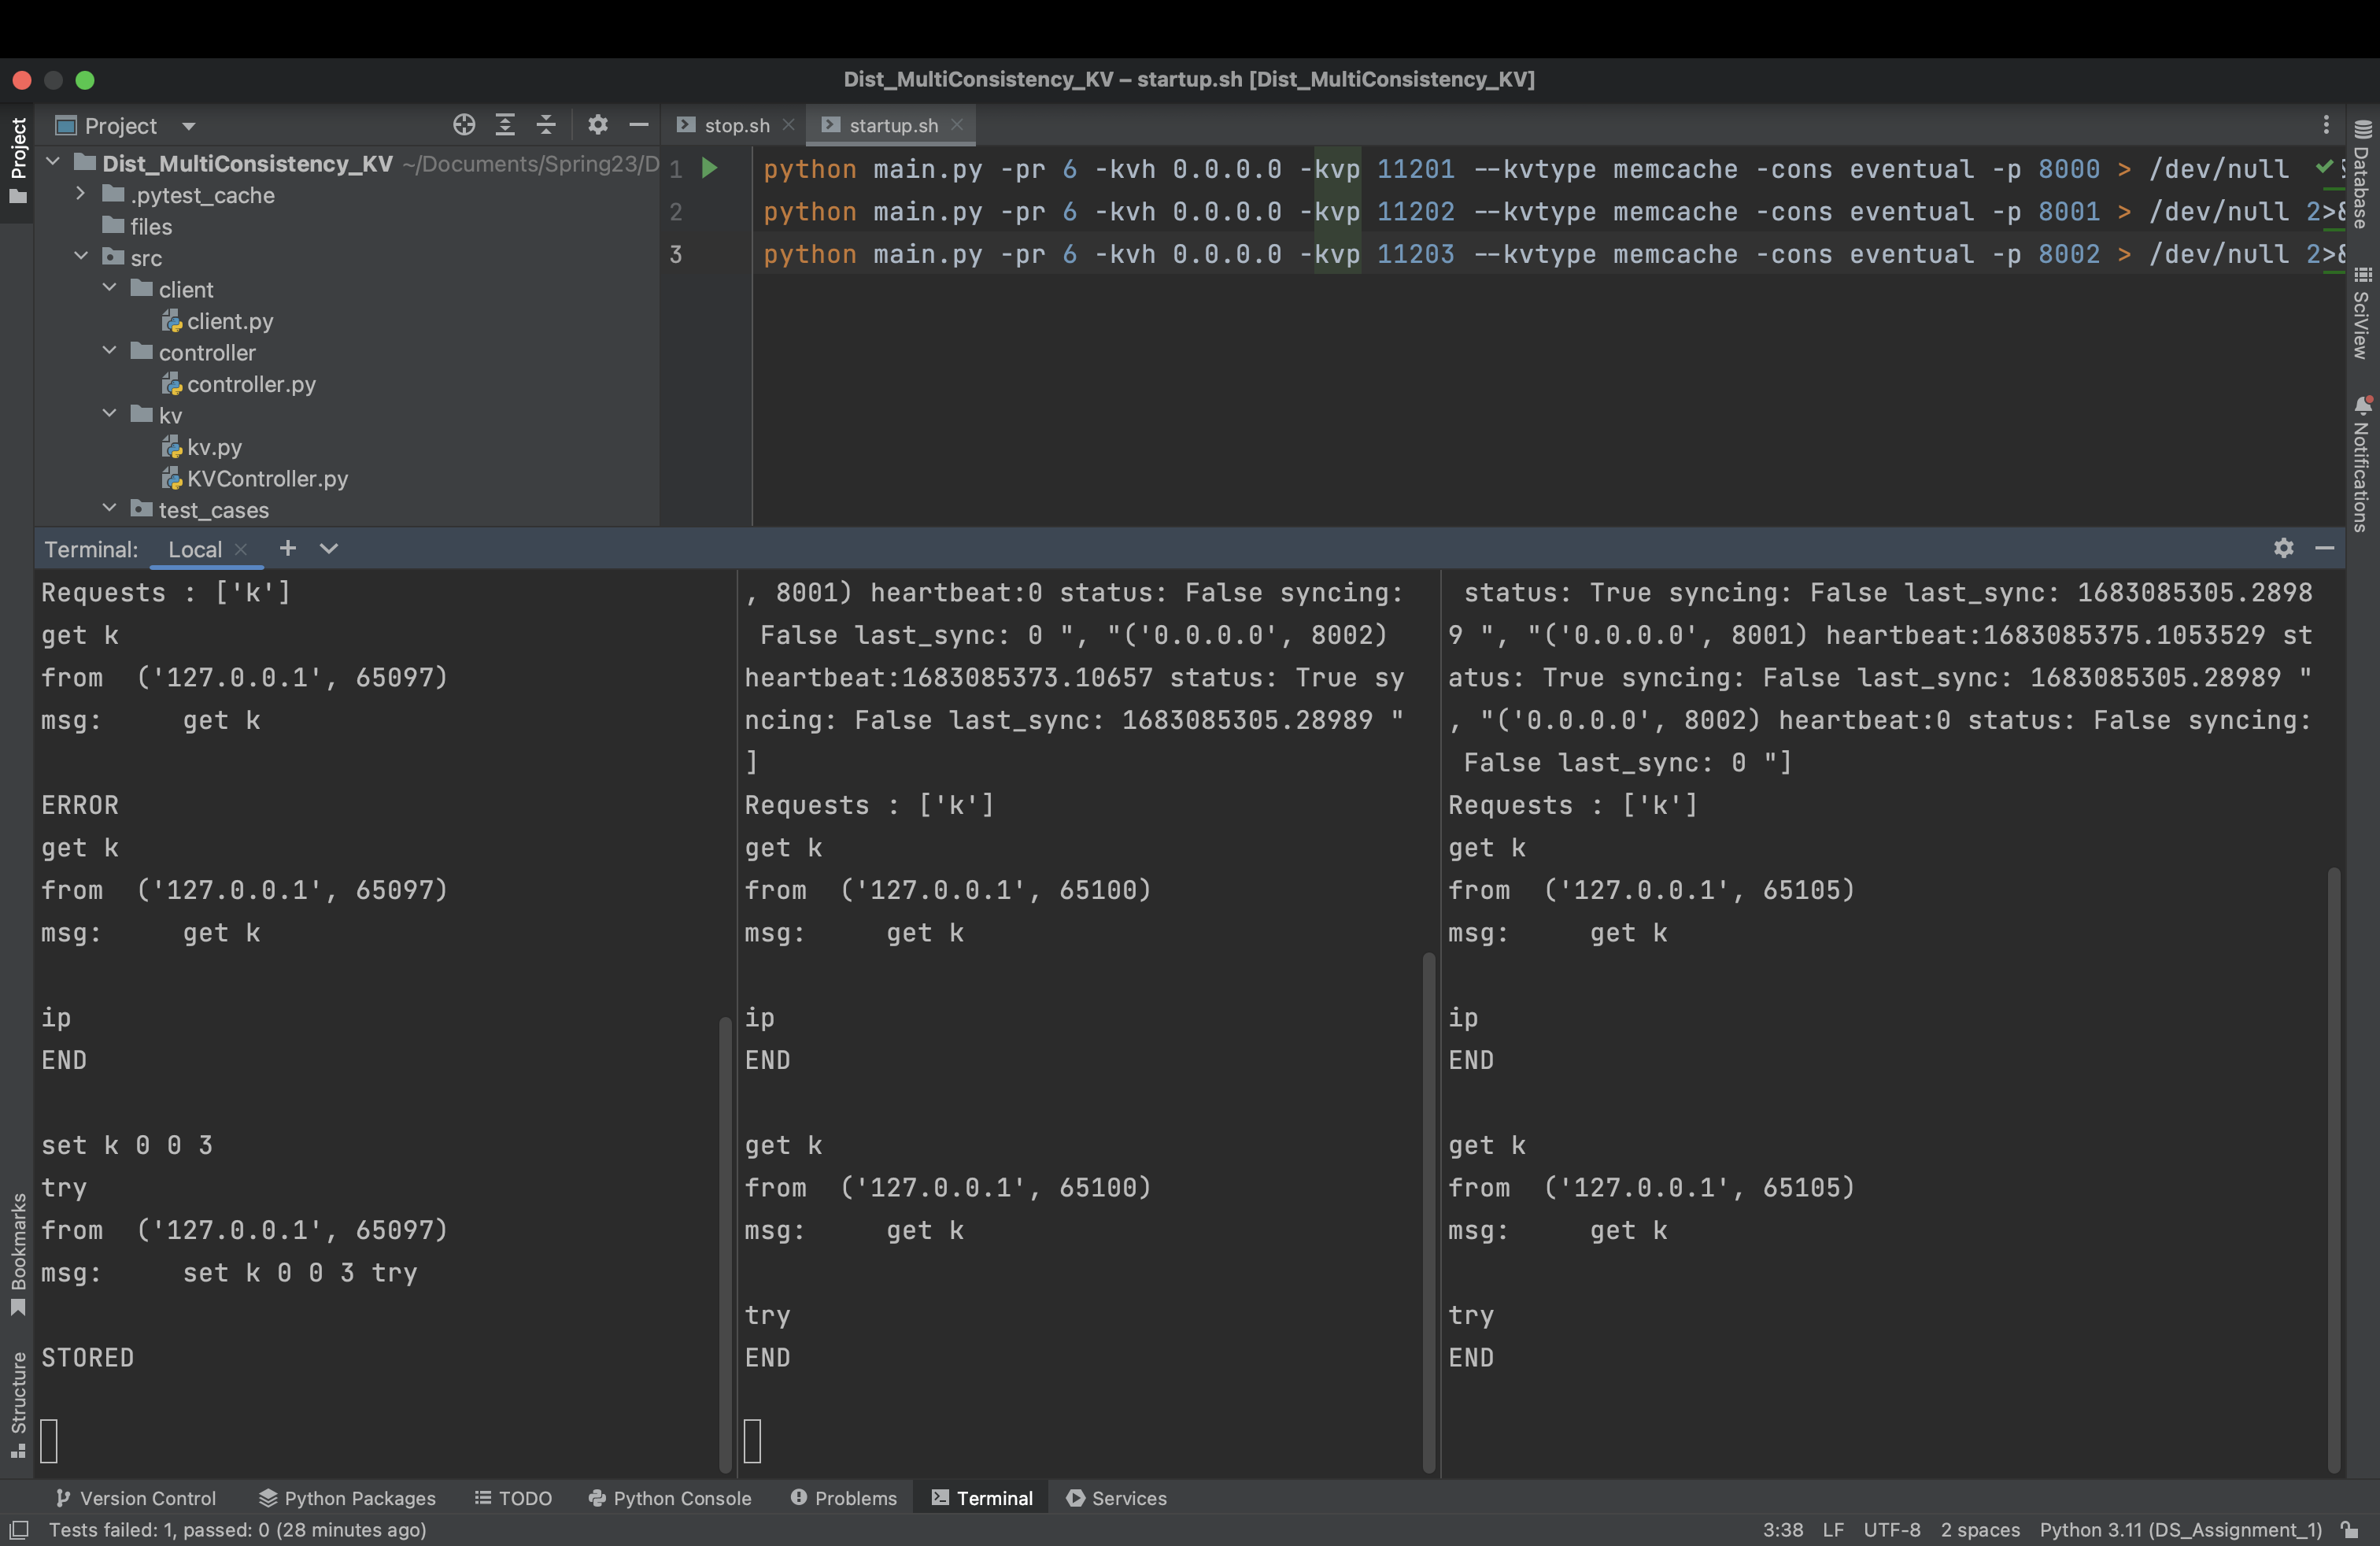 Dist_MultiConsistency_KV – startup.sh [Dist_MultiConsistency_KV]
Project
Project
stop.sh
startup.sh
Dist_MultiConsistency_KV ~/Documents/Spring23/D
.pytest_cache
files
src
client
client.py
controller
controller.py
kv
kv.py
KVController.py
test_cases
1 python main.py -pr 6 -kvh 0.0.0.0 -kvp 11201 --kvtype memcache -cons eventual -p 8000 > /dev/null
2 python main.py -pr 6 -kvh 0.0.0.0 -kvp 11202 --kvtype memcache -cons eventual -p 8001 > /dev/null 2>&
3 python main.py -pr 6 -kvh 0.0.0.0 -kvp 11203 --kvtype memcache -cons eventual -p 8002 > /dev/null 2>&
Database
SciView
Notifications
Terminal: Local
Requests : ['k']
get k
from  ('127.0.0.1', 65097)
msg:     get k
ERROR
get k
from  ('127.0.0.1', 65097)
msg:     get k
ip
END
set k 0 0 3
try
from  ('127.0.0.1', 65097)
msg:     set k 0 0 3 try
STORED
, 8001) heartbeat:0 status: False syncing:
 False last_sync: 0 ", "('0.0.0.0', 8002)
heartbeat:1683085373.10657 status: True sy
ncing: False last_sync: 1683085305.28989 "
]
Requests : ['k']
get k
from  ('127.0.0.1', 65100)
msg:     get k
ip
END
get k
from  ('127.0.0.1', 65100)
msg:     get k
try
END
 status: True syncing: False last_sync: 1683085305.2898
9 ", "('0.0.0.0', 8001) heartbeat:1683085375.1053529 st
atus: True syncing: False last_sync: 1683085305.28989 "
, "('0.0.0.0', 8002) heartbeat:0 status: False syncing:
 False last_sync: 0 "]
Requests : ['k']
get k
from  ('127.0.0.1', 65105)
msg:     get k
ip
END
get k
from  ('127.0.0.1', 65105)
msg:     get k
try
END
Bookmarks
Structure
Version Control
Python Packages
TODO
Python Console
Problems
Terminal
Services
Tests failed: 1, passed: 0 (28 minutes ago)
3:38 LF UTF-8 2 spaces Python 3.11 (DS_Assignment_1)